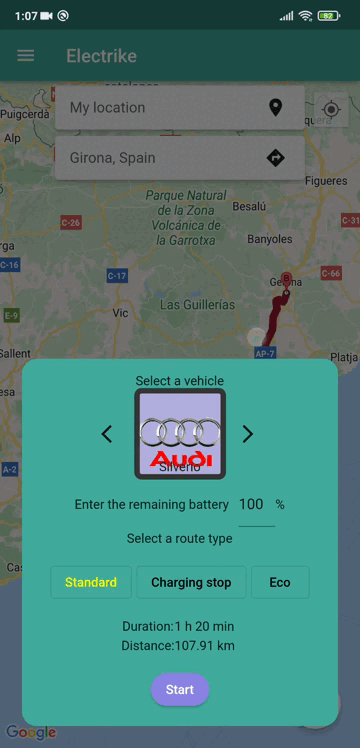 1:07
82
Electrike
My location
Girona, Spain
Puigcerdà
Alp
Figueres
Parque Natural
de la Zona
Volcánica de
la Garrotxa
Besalú
C-26
C-31
Banyoles
C-16
C-17
C-66
Girona
Las Guillerías
E-9
Vic
Sallent
AP-7
Platja
Select a vehicle
Audi
Silverio
Enter the remaining battery 100 %
A-2
Select a route type
Standard
Charging stop
Eco
Duration:1 h 20 min
Distance:107.91 km
Start
Google